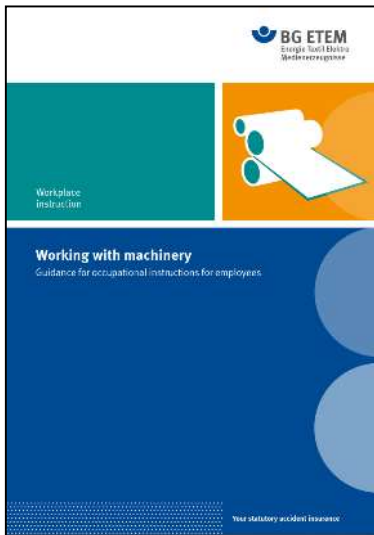 BG ETEM
Energie Textil Elektro
Medienerzeugnisse
Workplace
instruction
Working with machinery
Guidance for occupational instructions for employees
Your statutory accident insurance